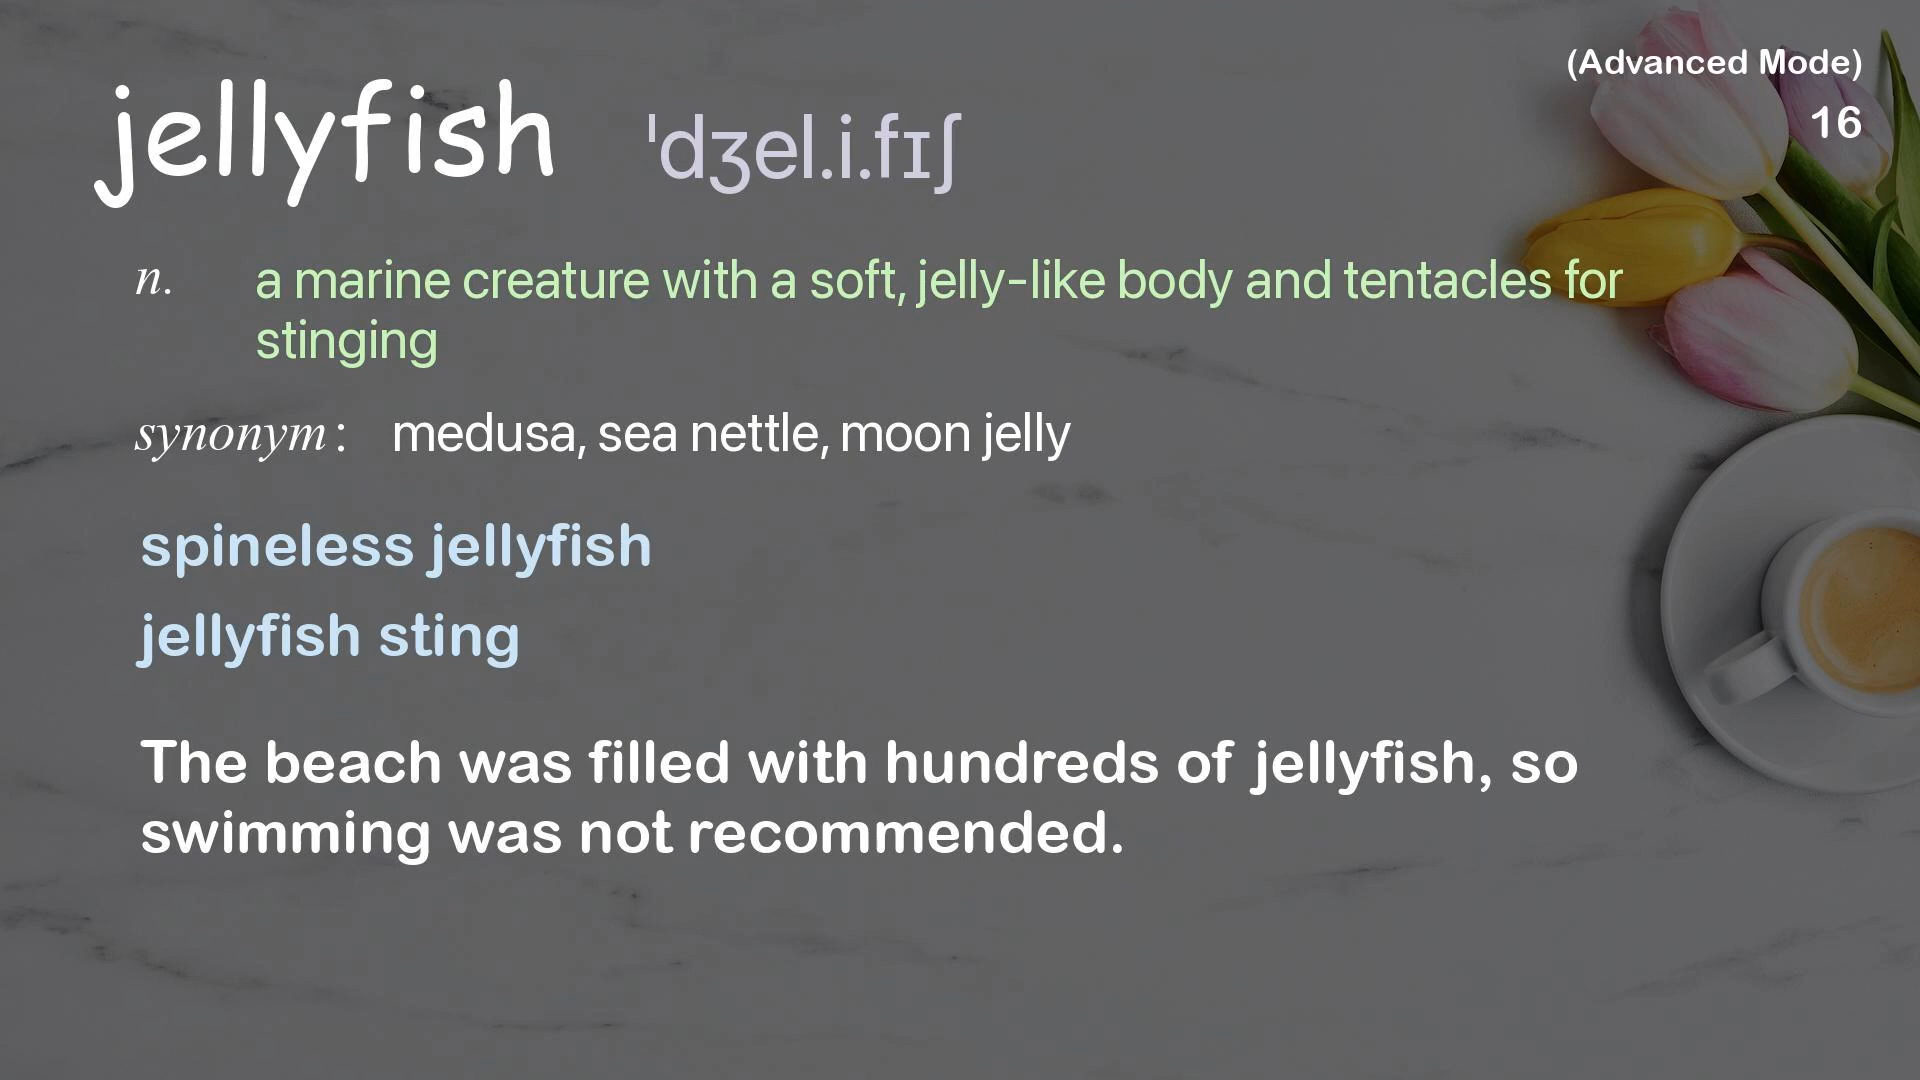 (Advanced Mode)
16
jellyfish ˈdʒel.i.fɪʃ
n. a marine creature with a soft, jelly-like body and tentacles for
stinging
synonym: medusa, sea nettle, moon jelly
spineless jellyfish
jellyfish sting
The beach was filled with hundreds of jellyfish, so
swimming was not recommended.